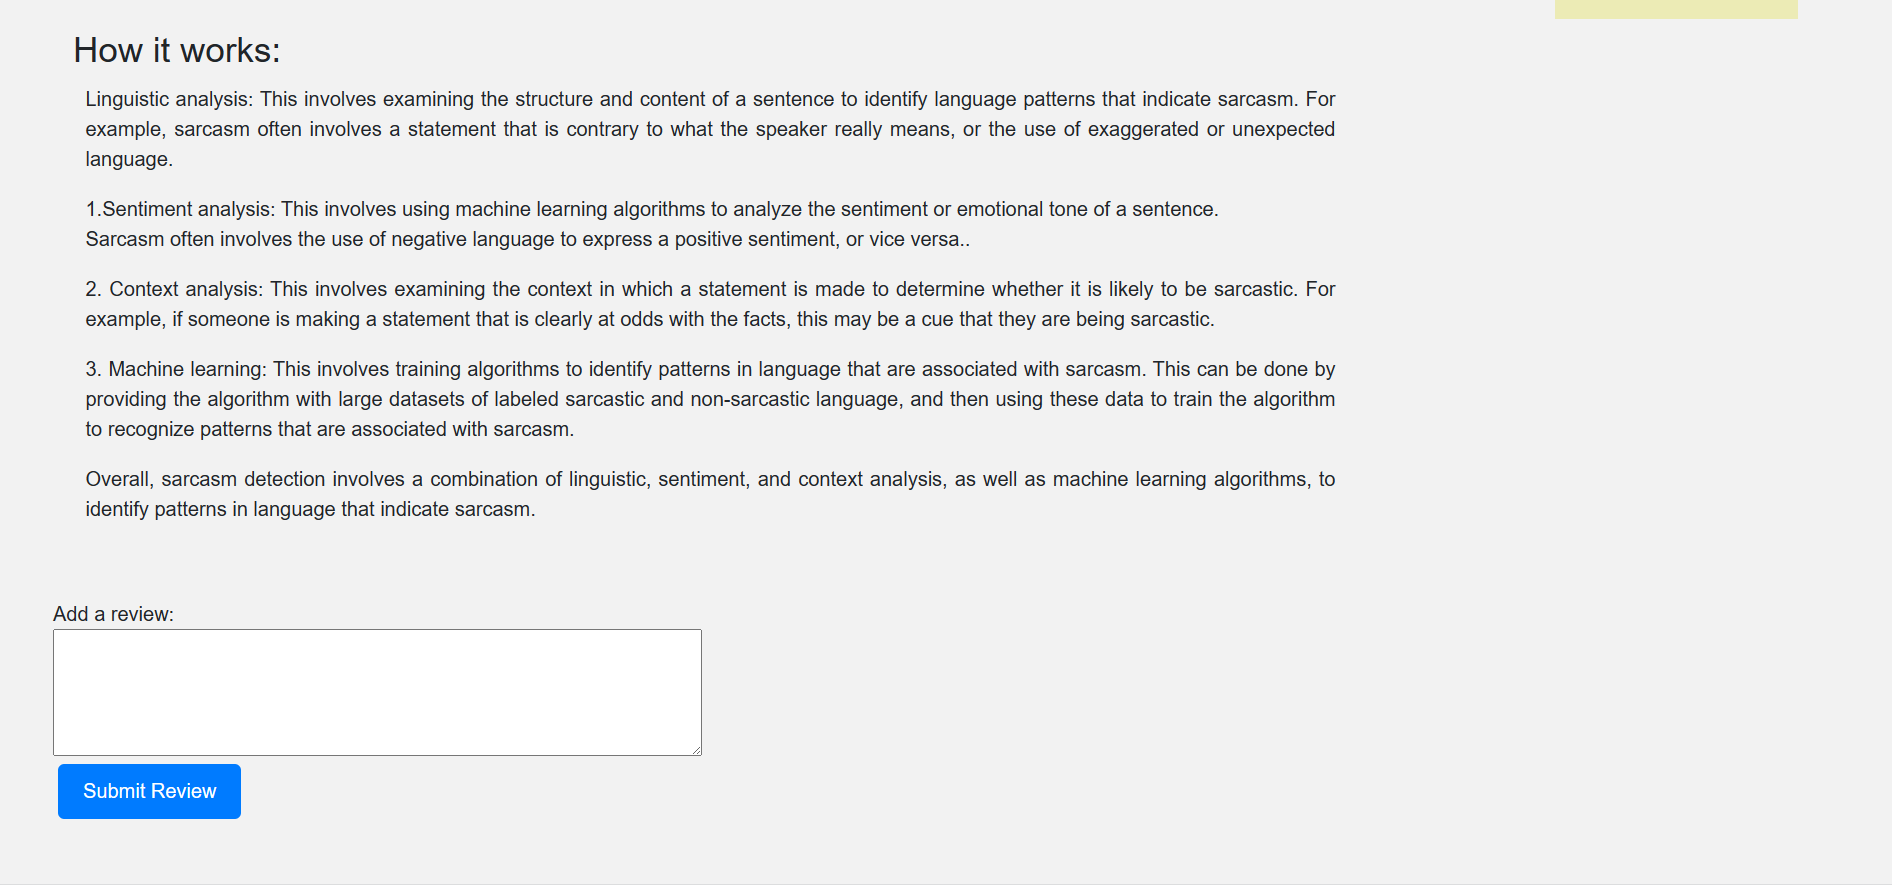 How it works:
Linguistic analysis: This involves examining the structure and content of a sentence to identify language patterns that indicate sarcasm. For
example, sarcasm often involves a statement that is contrary to what the speaker really means, or the use of exaggerated or unexpected
language.
1.Sentiment analysis: This involves using machine learning algorithms to analyze the sentiment or emotional tone of a sentence.
Sarcasm often involves the use of negative language to express a positive sentiment, or vice versa..
2. Context analysis: This involves examining the context in which a statement is made to determine whether it is likely to be sarcastic. For
example, if someone is making a statement that is clearly at odds with the facts, this may be a cue that they are being sarcastic.
3. Machine learning: This involves training algorithms to identify patterns in language that are associated with sarcasm. This can be done by
providing the algorithm with large datasets of labeled sarcastic and non-sarcastic language, and then using these data to train the algorithm
to recognize patterns that are associated with sarcasm.
Overall, sarcasm detection involves a combination of linguistic, sentiment, and context analysis, as well as machine learning algorithms, to
identify patterns in language that indicate sarcasm.
Add a review:
Submit Review